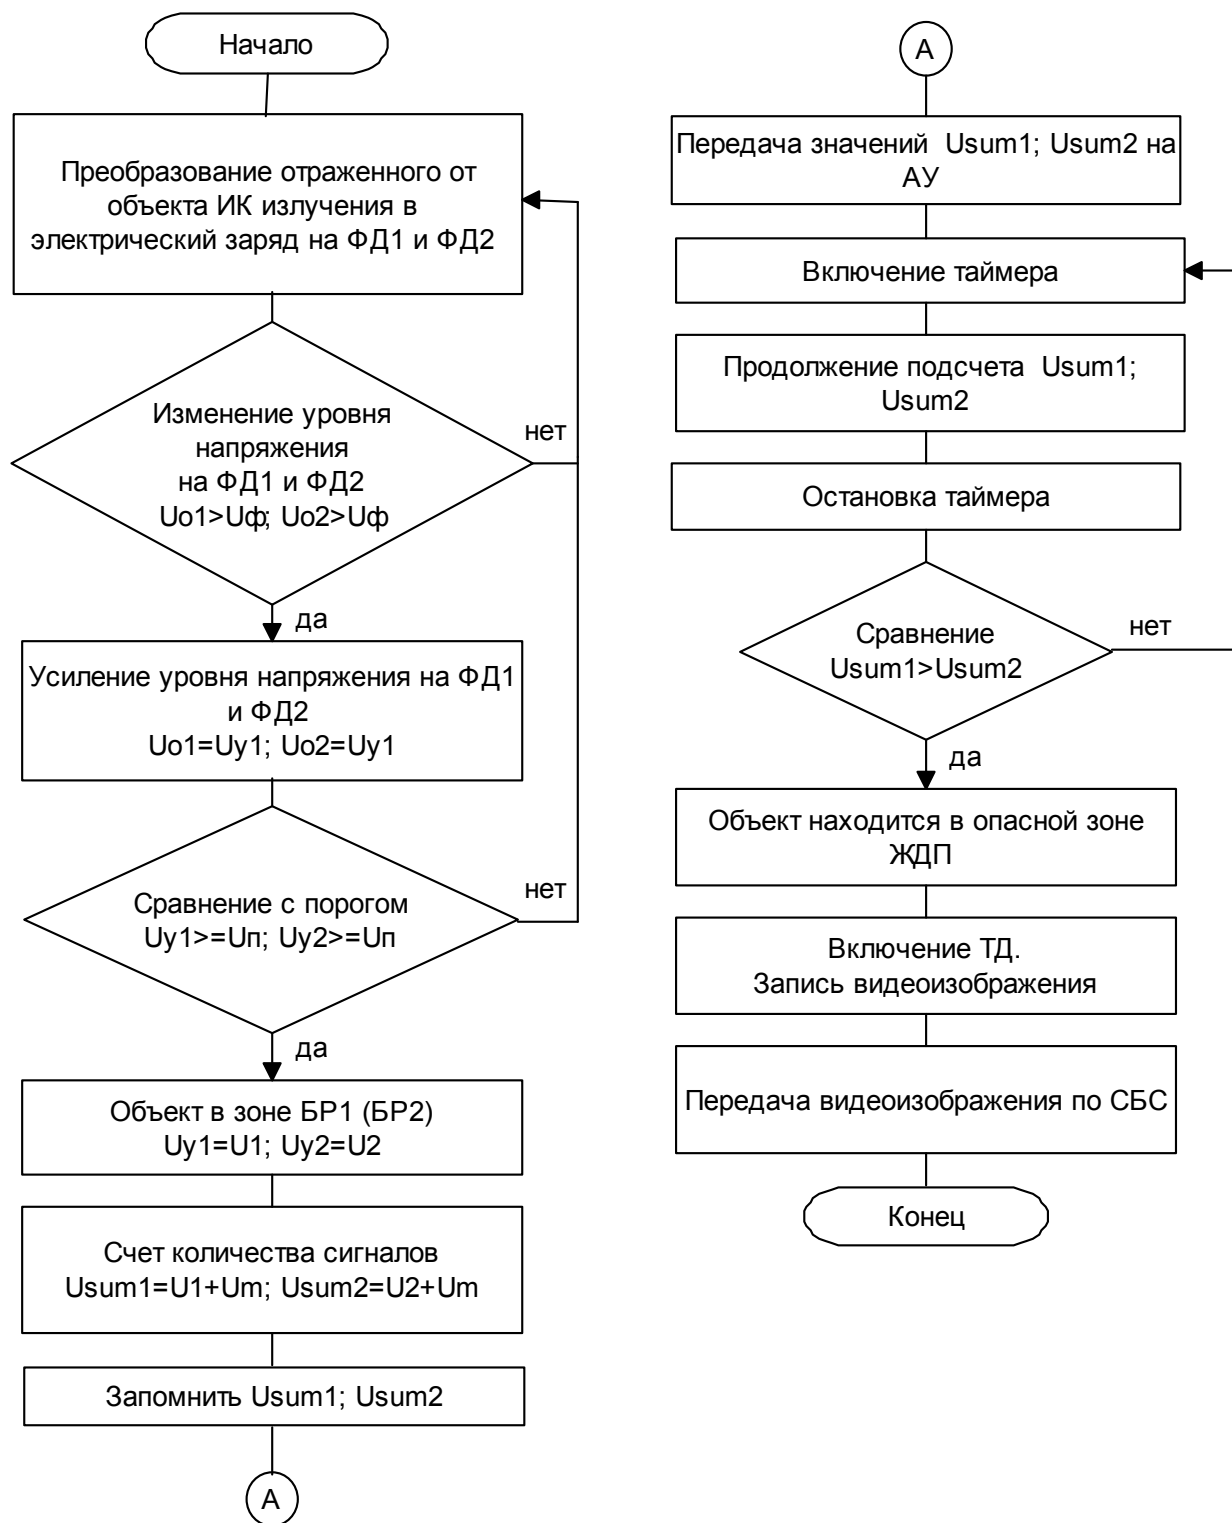 Начало
Преобразование отраженного от
объекта ИК излучения в
электрический заряд на ФД1 и ФД2
Изменение уровня
напряжения
на ФД1 и ФД2
Uo1>Uф; Uo2>Uф
нет
да
Усиление уровня напряжения на ФД1
и ФД2
Uo1=Uy1; Uo2=Uy1
Сравнение с порогом
Uy1>=Uп; Uy2>=Uп
нет
да
Объект в зоне БР1 (БР2)
Uy1=U1; Uy2=U2
Счет количества сигналов
Usum1=U1+Um; Usum2=U2+Um
Запомнить Usum1; Usum2
А
А
Передача значений Usum1; Usum2 на
АУ
Включение таймера
Продолжение подсчета Usum1;
Usum2
Остановка таймера
Сравнение
Usum1>Usum2
нет
да
Объект находится в опасной зоне
ЖДП
Включение ТД.
Запись видеоизображения
Передача видеоизображения по СБС
Конец